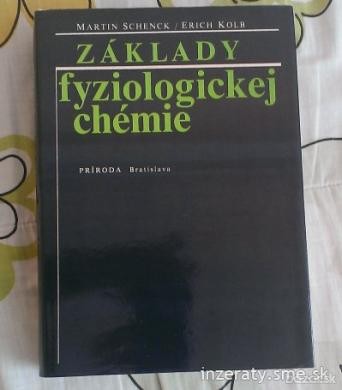 MARTIN SCHENCK / ERICH KOLB
ZÁKLADY
fyziologickej
chémie
PRÍRODA Bratislava
inzeraty.sme.sk